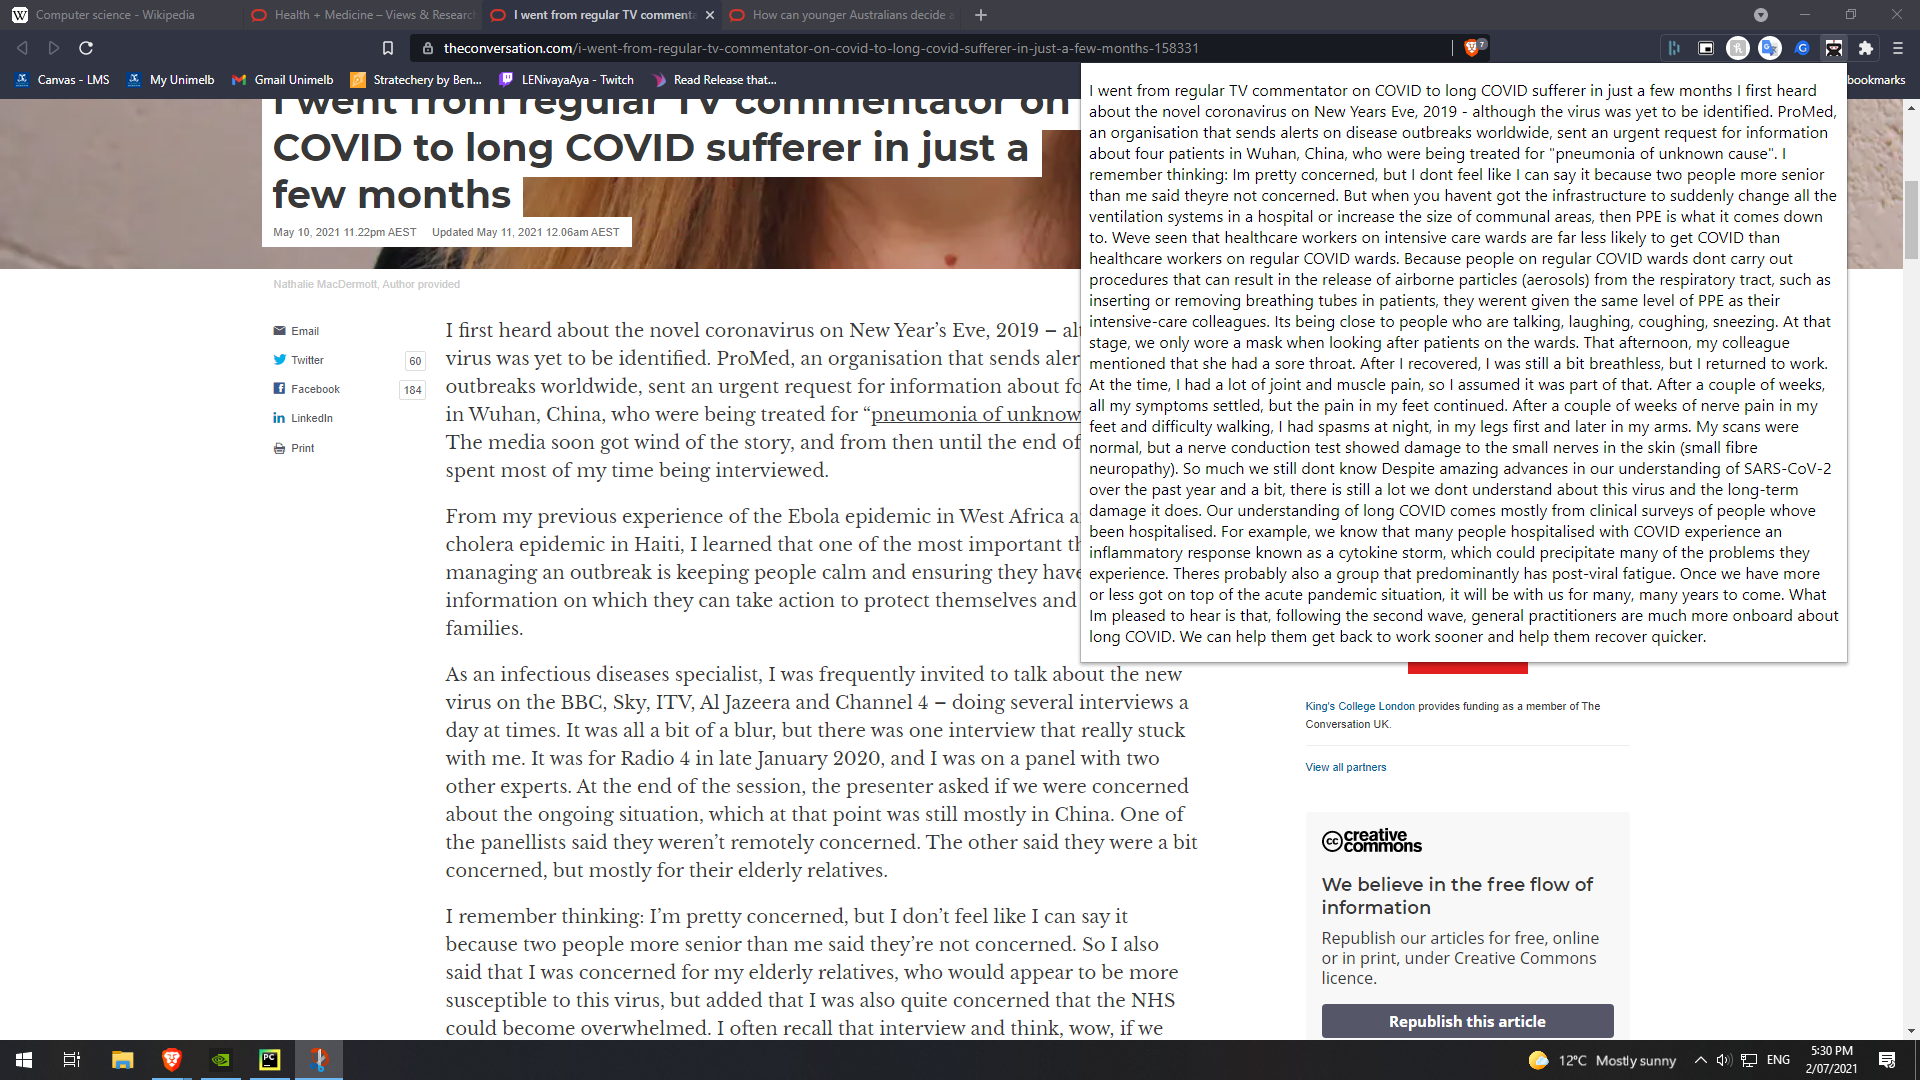 Computer science - Wikipedia
Health + Medicine – Views & Researc
I went from regular TV commenta
How can younger Australians decide a
theconversation.com/i-went-from-regular-tv-commentator-on-covid-to-long-covid-sufferer-in-just-a-few-months-158331
7
Canvas - LMS
My Unimelb
Gmail Unimelb
Stratechery by Ben...
LENivayaAya - Twitch
Read Release that...
bookmarks
I went from regular TV commentator on
COVID to long COVID sufferer in just a
few months
May 10, 2021 11.22pm AEST Updated May 11, 2021 12.06am AEST
Nathalie MacDermott, Author provided
Email
Twitter 60
Facebook 184
LinkedIn
Print
I first heard about the novel coronavirus on New Year’s Eve, 2019 – al
virus was yet to be identified. ProMed, an organisation that sends aler
outbreaks worldwide, sent an urgent request for information about fo
in Wuhan, China, who were being treated for “pneumonia of unknow
The media soon got wind of the story, and from then until the end of
spent most of my time being interviewed.
From my previous experience of the Ebola epidemic in West Africa a
cholera epidemic in Haiti, I learned that one of the most important th
managing an outbreak is keeping people calm and ensuring they have
information on which they can take action to protect themselves and
families.
As an infectious diseases specialist, I was frequently invited to talk about the new
virus on the BBC, Sky, ITV, Al Jazeera and Channel 4 – doing several interviews a
day at times. It was all a bit of a blur, but there was one interview that really stuck
with me. It was for Radio 4 in late January 2020, and I was on a panel with two
other experts. At the end of the session, the presenter asked if we were concerned
about the ongoing situation, which at that point was still mostly in China. One of
the panellists said they weren’t remotely concerned. The other said they were a bit
concerned, but mostly for their elderly relatives.
I remember thinking: I’m pretty concerned, but I don’t feel like I can say it
because two people more senior than me said they’re not concerned. So I also
said that I was concerned for my elderly relatives, who would appear to be more
susceptible to this virus, but added that I was also quite concerned that the NHS
could become overwhelmed. I often recall that interview and think, wow, if we
I went from regular TV commentator on COVID to long COVID sufferer in just a few months I first heard
about the novel coronavirus on New Years Eve, 2019 - although the virus was yet to be identified. ProMed,
an organisation that sends alerts on disease outbreaks worldwide, sent an urgent request for information
about four patients in Wuhan, China, who were being treated for "pneumonia of unknown cause". I
remember thinking: Im pretty concerned, but I dont feel like I can say it because two people more senior
than me said theyre not concerned. But when you havent got the infrastructure to suddenly change all the
ventilation systems in a hospital or increase the size of communal areas, then PPE is what it comes down
to. Weve seen that healthcare workers on intensive care wards are far less likely to get COVID than
healthcare workers on regular COVID wards. Because people on regular COVID wards dont carry out
procedures that can result in the release of airborne particles (aerosols) from the respiratory tract, such as
inserting or removing breathing tubes in patients, they werent given the same level of PPE as their
intensive-care colleagues. Its being close to people who are talking, laughing, coughing, sneezing. At that
stage, we only wore a mask when looking after patients on the wards. That afternoon, my colleague
mentioned that she had a sore throat. After I recovered, I was still a bit breathless, but I returned to work.
At the time, I had a lot of joint and muscle pain, so I assumed it was part of that. After a couple of weeks,
all my symptoms settled, but the pain in my feet continued. After a couple of weeks of nerve pain in my
feet and difficulty walking, I had spasms at night, in my legs first and later in my arms. My scans were
normal, but a nerve conduction test showed damage to the small nerves in the skin (small fibre
neuropathy). So much we still dont know Despite amazing advances in our understanding of SARS-CoV-2
over the past year and a bit, there is still a lot we dont understand about this virus and the long-term
damage it does. Our understanding of long COVID comes mostly from clinical surveys of people whove
been hospitalised. For example, we know that many people hospitalised with COVID experience an
inflammatory response known as a cytokine storm, which could precipitate many of the problems they
experience. Theres probably also a group that predominantly has post-viral fatigue. Once we have more
or less got on top of the acute pandemic situation, it will be with us for many, many years to come. What
Im pleased to hear is that, following the second wave, general practitioners are much more onboard about
long COVID. We can help them get back to work sooner and help them recover quicker.
King's College London provides funding as a member of The
Conversation UK.
View all partners
cc creative
commons
We believe in the free flow of
information
Republish our articles for free, online
or in print, under Creative Commons
licence.
Republish this article
PC
12°C Mostly sunny
ENG
5:30 PM
2/07/2021